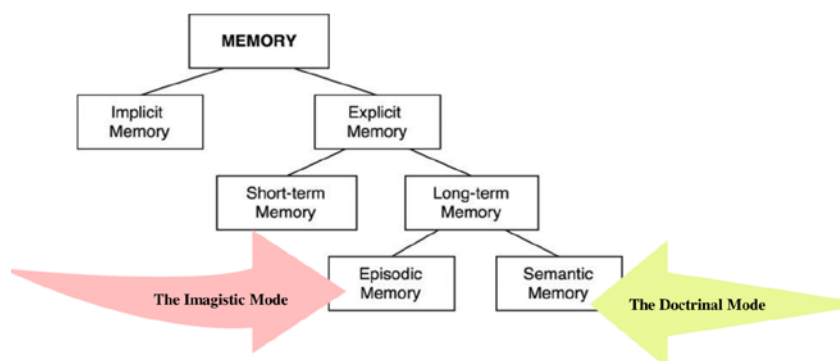 MEMORY
Implicit
Memory
Explicit
Memory
Short-term
Memory
Long-term
Memory
Episodic
Memory
Semantic
Memory
The Imagistic Mode
The Doctrinal Mode